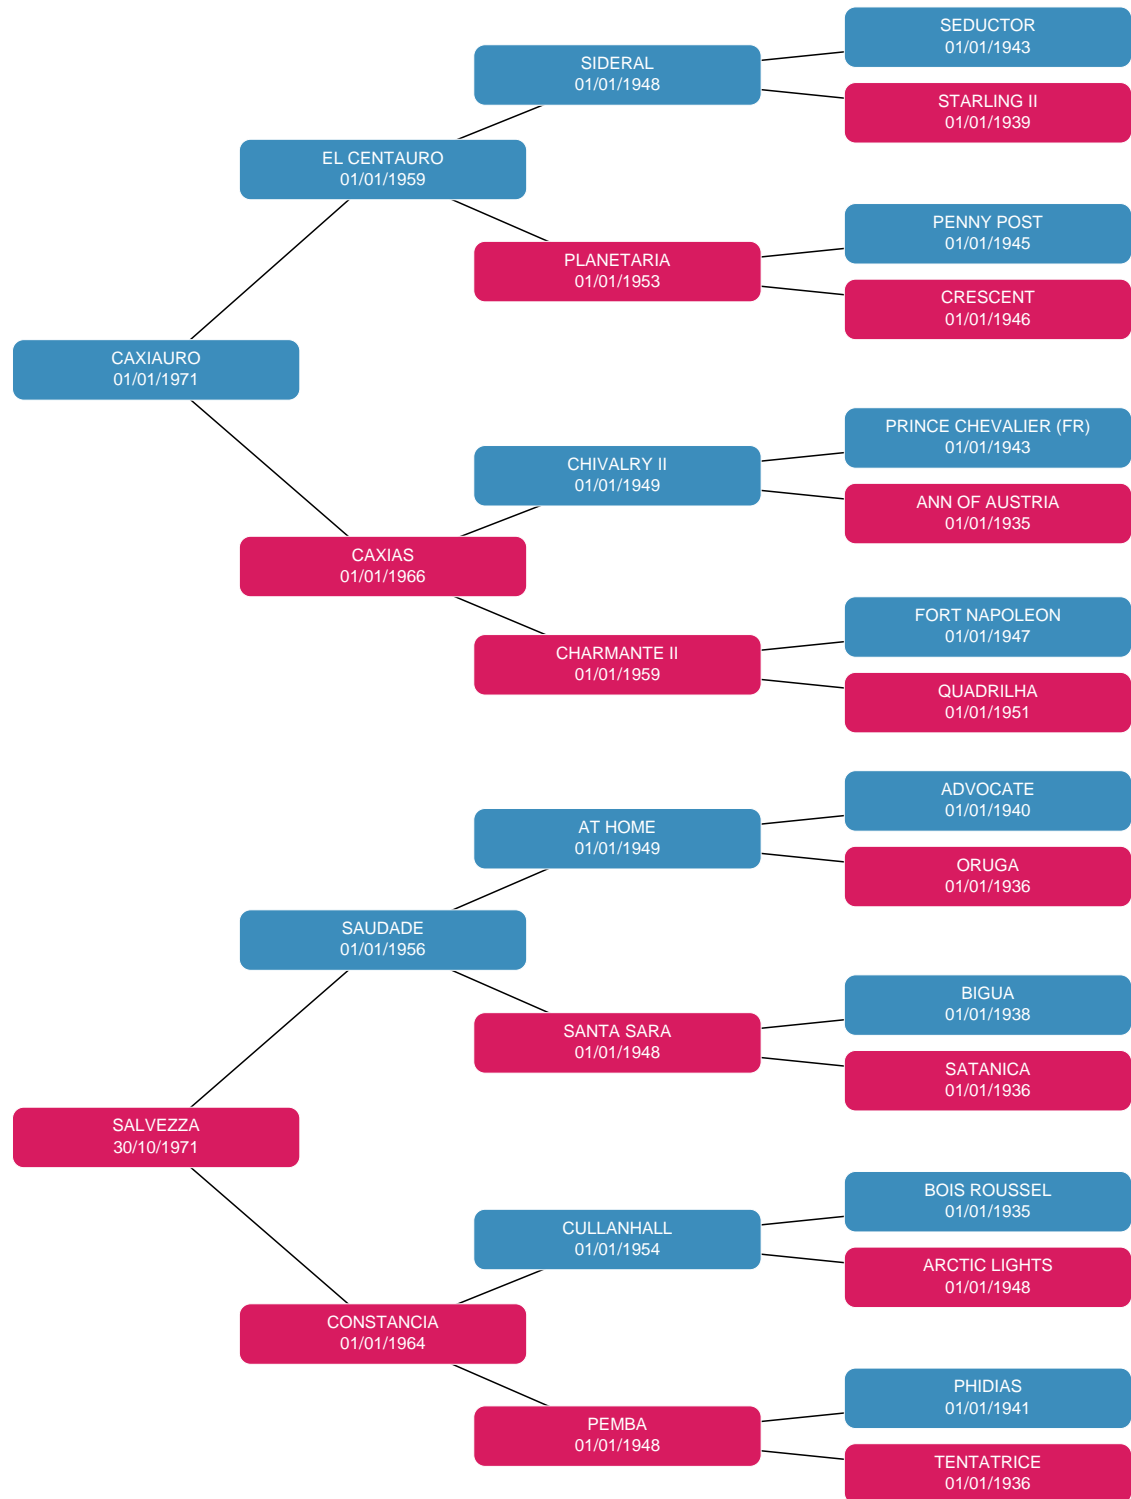 SEDUCTOR
01/01/1943
SIDERAL
01/01/1948
STARLING II
01/01/1939
EL CENTAURO
01/01/1959
PENNY POST
01/01/1945
PLANETARIA
01/01/1953
CRESCENT
01/01/1946
CAXIAURO
01/01/1971
PRINCE CHEVALIER (FR)
01/01/1943
CHIVALRY II
01/01/1949
ANN OF AUSTRIA
01/01/1935
CAXIAS
01/01/1966
FORT NAPOLEON
01/01/1947
CHARMANTE II
01/01/1959
QUADRILHA
01/01/1951
ADVOCATE
01/01/1940
AT HOME
01/01/1949
ORUGA
01/01/1936
SAUDADE
01/01/1956
BIGUA
01/01/1938
SANTA SARA
01/01/1948
SATANICA
01/01/1936
SALVEZZA
30/10/1971
BOIS ROUSSEL
01/01/1935
CULLANHALL
01/01/1954
ARCTIC LIGHTS
01/01/1948
CONSTANCIA
01/01/1964
PHIDIAS
01/01/1941
PEMBA
01/01/1948
TENTATRICE
01/01/1936